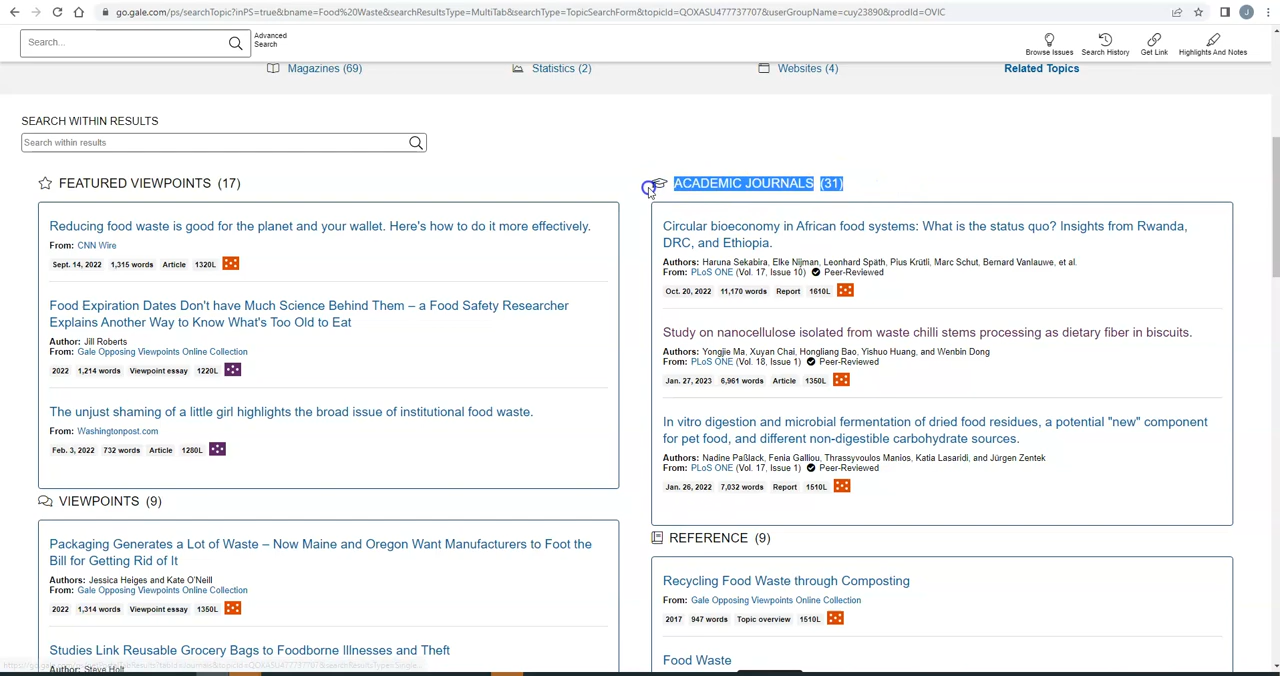 go.gale.com/ps/searchTopic?inPS=true&bname=Food%20Waste&searchResultsType=MultiTab&searchType=TopicSearchForm&topicId=QOXASU477737707&userGroupName=cuy23890&prodId=OVIC
J
Search...
Advanced
Search
Browse Issues
Search History
Get Link
Highlights And Notes
Magazines (69)
Statistics (2)
Websites (4)
Related Topics
SEARCH WITHIN RESULTS
Search within results
FEATURED VIEWPOINTS (17)
Reducing food waste is good for the planet and your wallet. Here's how to do it more effectively.
From: CNN Wire
Sept. 14, 2022 1,315 words Article 1320L
Food Expiration Dates Don't have Much Science Behind Them – a Food Safety Researcher
Explains Another Way to Know What's Too Old to Eat
Author: Jill Roberts
From: Gale Opposing Viewpoints Online Collection
2022 1,214 words Viewpoint essay 1220L
The unjust shaming of a little girl highlights the broad issue of institutional food waste.
From: Washingtonpost.com
Feb. 3, 2022 732 words Article 1280L
VIEWPOINTS (9)
Packaging Generates a Lot of Waste – Now Maine and Oregon Want Manufacturers to Foot the
Bill for Getting Rid of It
Authors: Jessica Heiges and Kate O'Neill
From: Gale Opposing Viewpoints Online Collection
2022 1,314 words Viewpoint essay 1350L
Studies Link Reusable Grocery Bags to Foodborne Illnesses and Theft
Author: Steve Holt
ACADEMIC JOURNALS (31)
Circular bioeconomy in African food systems: What is the status quo? Insights from Rwanda,
DRC, and Ethiopia.
Authors: Haruna Sekabira, Elke Nijman, Leonhard Späth, Pius Krütli, Marc Schut, Bernard Vanlauwe, et al.
From: PLoS ONE (Vol. 17, Issue 10) Peer-Reviewed
Oct. 20, 2022 11,170 words Report 1610L
Study on nanocellulose isolated from waste chilli stems processing as dietary fiber in biscuits.
Authors: Yongjie Ma, Xuyan Chai, Hongliang Bao, Yishuo Huang, and Wenbin Dong
From: PLoS ONE (Vol. 18, Issue 1) Peer-Reviewed
Jan. 27, 2023 6,961 words Article 1350L
In vitro digestion and microbial fermentation of dried food residues, a potential "new" component
for pet food, and different non-digestible carbohydrate sources.
Authors: Nadine Paßlack, Fenia Galliou, Thrassyvoulos Manios, Katia Lasaridi, and Jürgen Zentek
From: PLoS ONE (Vol. 17, Issue 1) Peer-Reviewed
Jan. 26, 2022 7,032 words Report 1510L
REFERENCE (9)
Recycling Food Waste through Composting
From: Gale Opposing Viewpoints Online Collection
2017 947 words Topic overview 1510L
Food Waste